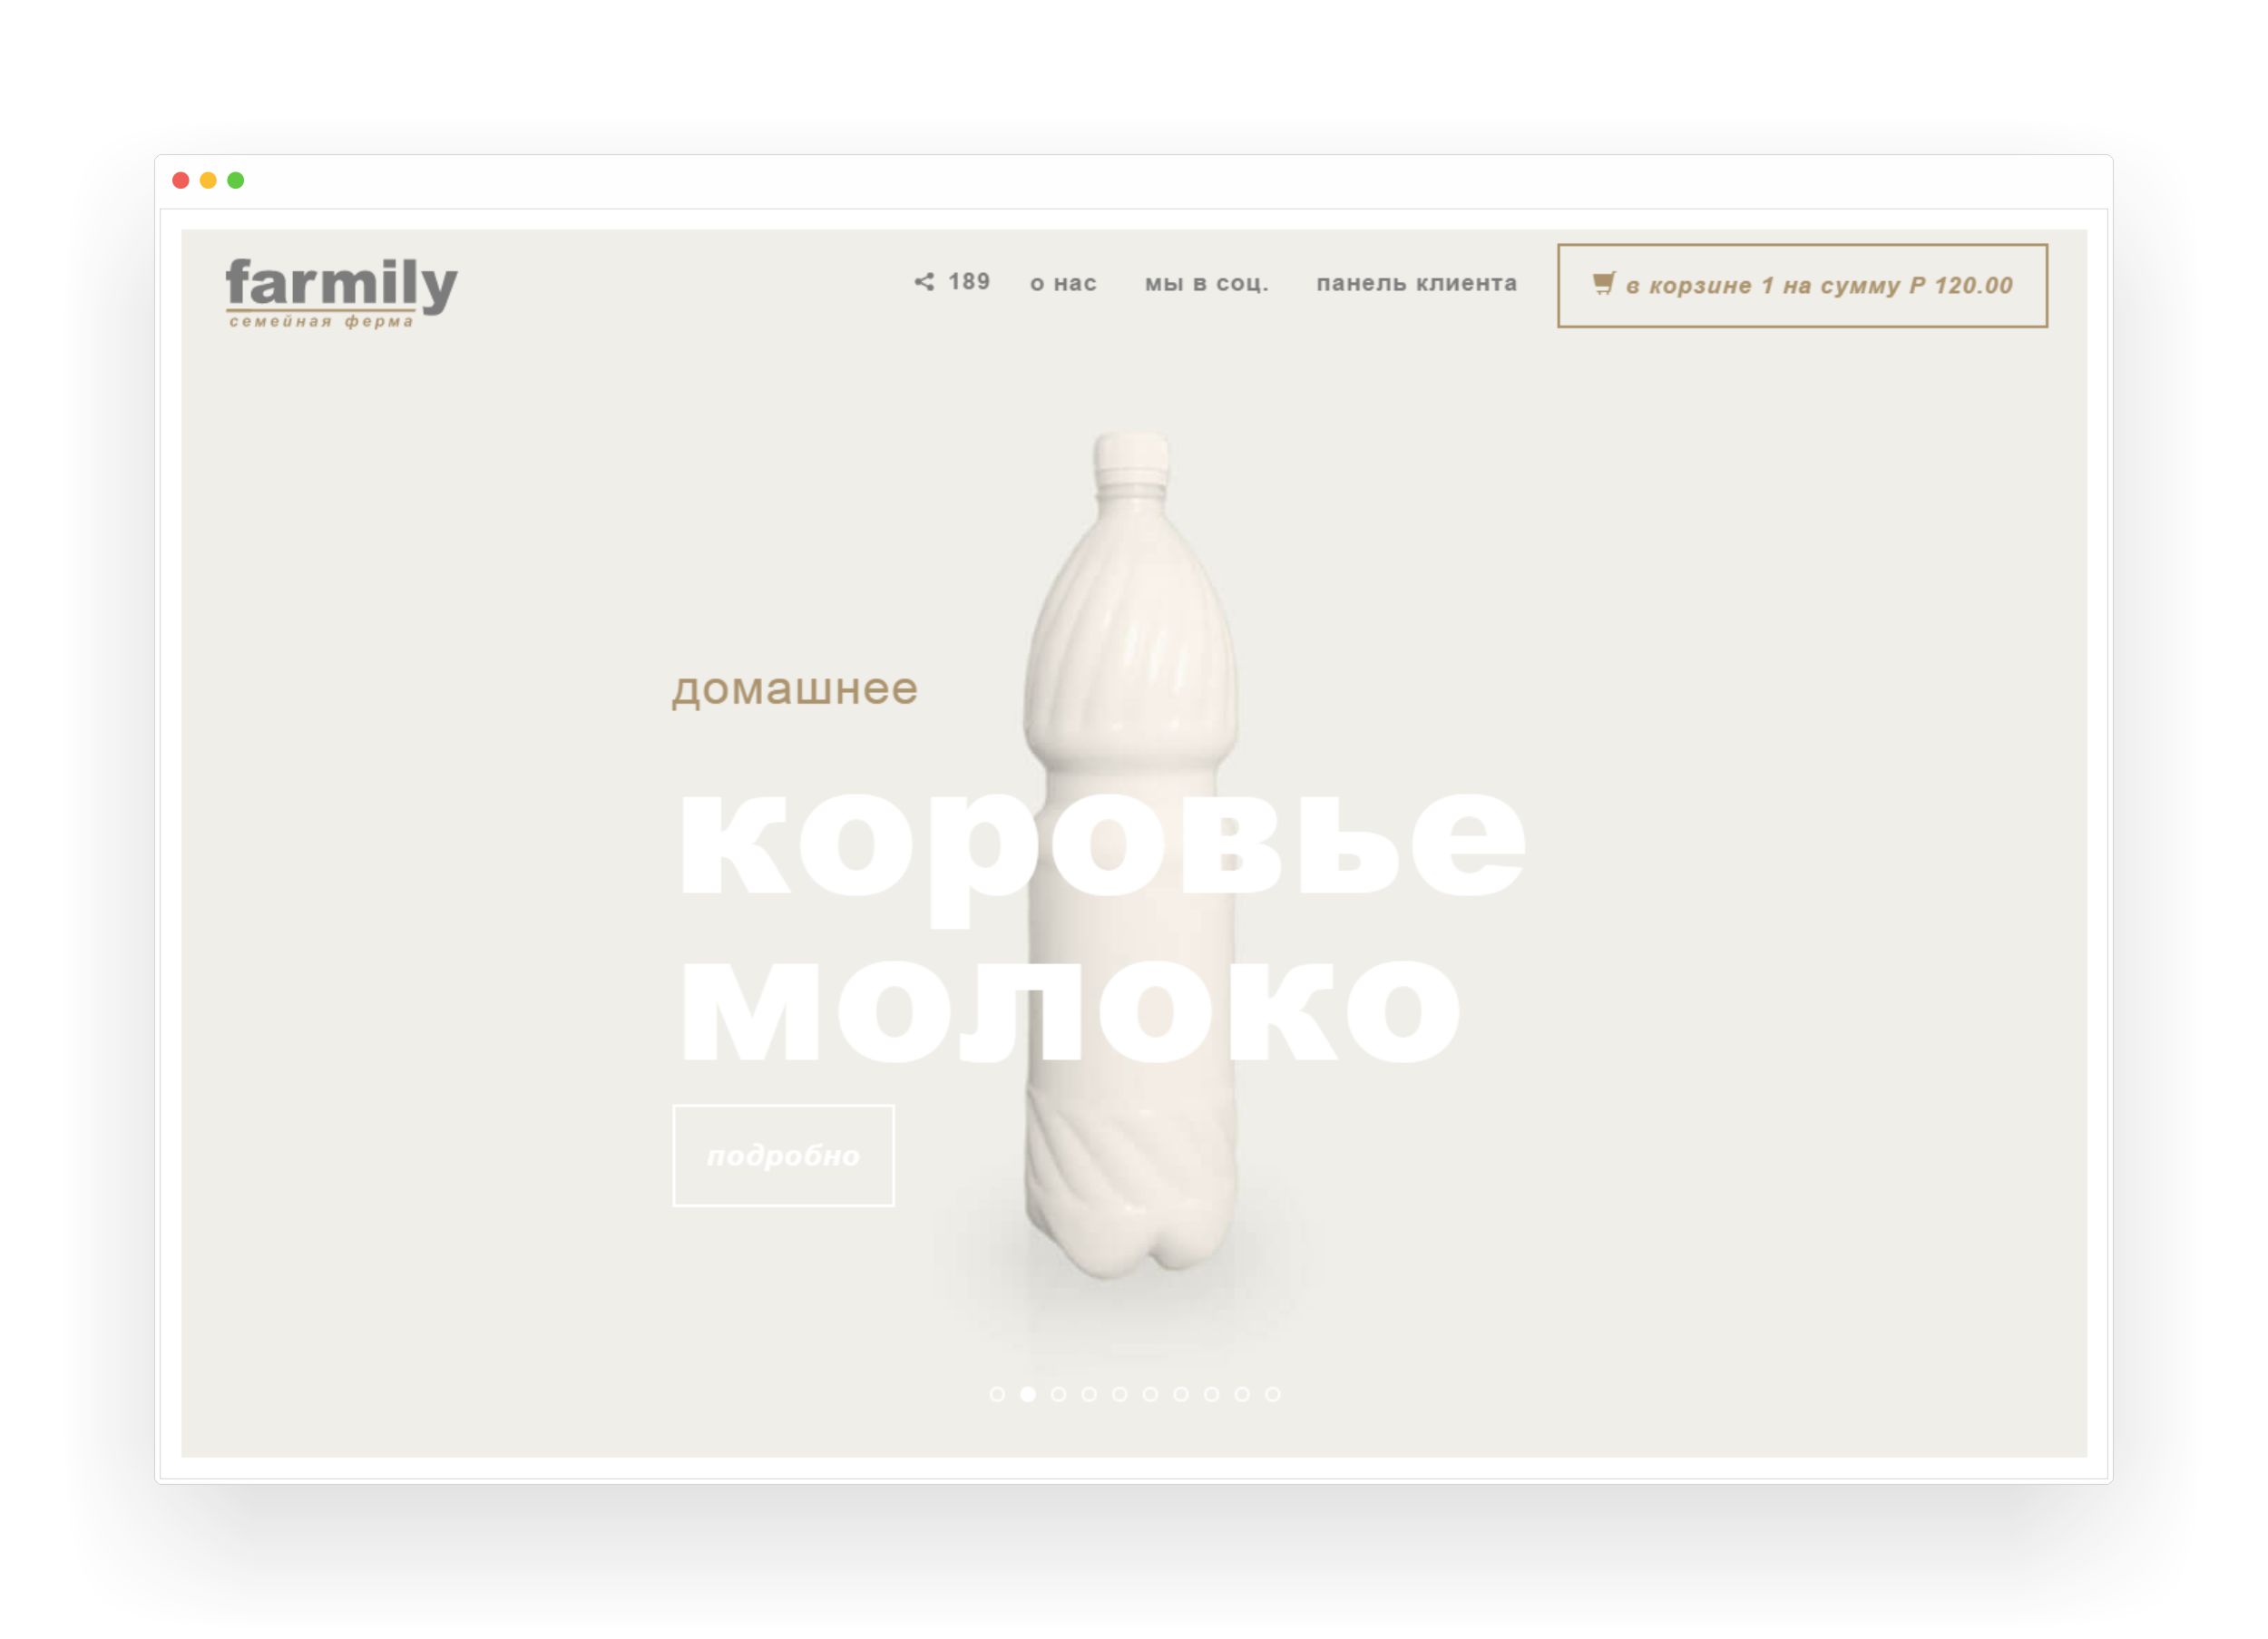 farmily
семейная ферма
189 о нас мы в соц. панель клиента в корзине 1 на сумму Р 120.00
домашнее
коровье
молоко
подробно